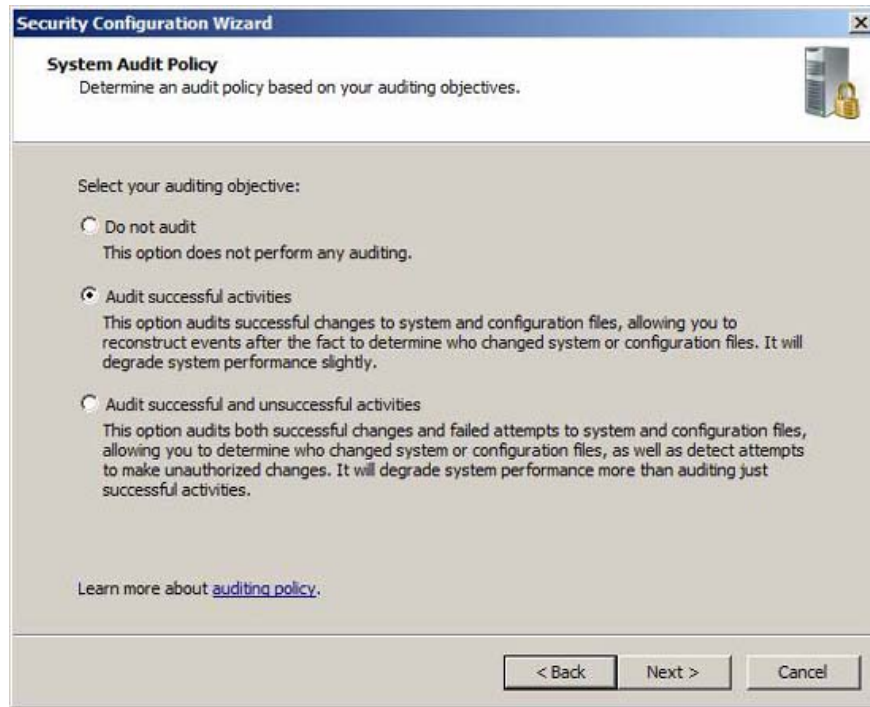 Security Configuration Wizard
System Audit Policy
Determine an audit policy based on your auditing objectives.
Select your auditing objective:
Do not audit
This option does not perform any auditing.
Audit successful activities
This option audits successful changes to system and configuration files, allowing you to
reconstruct events after the fact to determine who changed system or configuration files. It will
degrade system performance slightly.
Audit successful and unsuccessful activities
This option audits both successful changes and failed attempts to system and configuration files,
allowing you to determine who changed system or configuration files, as well as detect attempts
to make unauthorized changes. It will degrade system performance more than auditing just
successful activities.
Learn more about auditing policy.
< Back Next > Cancel